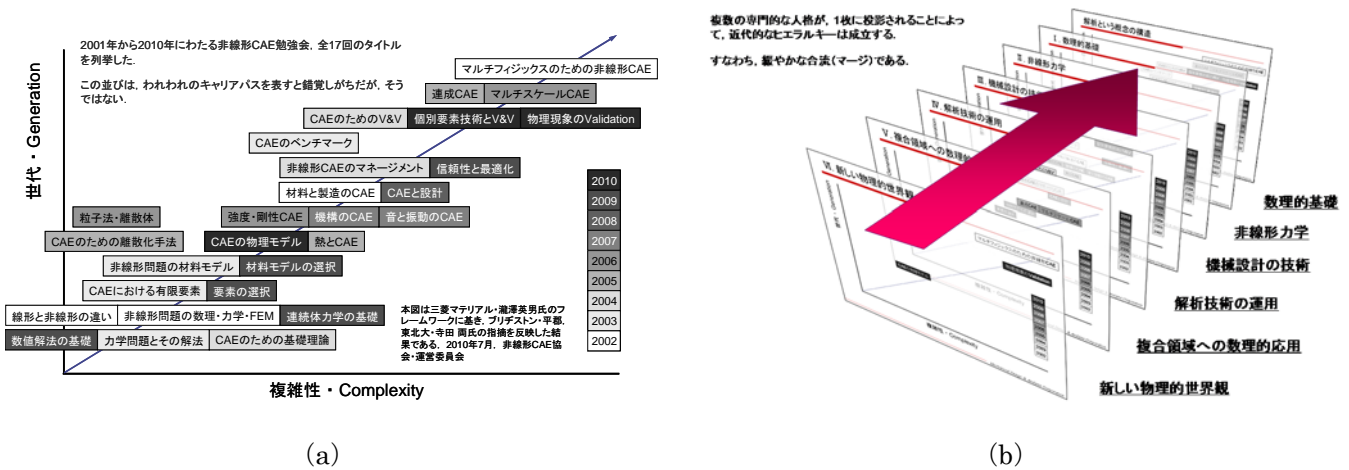 2001年から2010年にわたる非線形CAE勉強会，全17回のタイトル
を列挙した．
この並びは，われわれのキャリアパスを表すと錯覚しがちだが，そう
ではない．
世代・Generation
マルチフィジックスのための非線形CAE
連成CAE マルチスケールCAE
CAEのためのV&V 個別要素技術とV&V 物理現象のValidation
CAEのベンチマーク
非線形CAEのマネージメント 信頼性と最適化
材料と製造のCAE CAEと設計
粒子法・離散体 強度・剛性CAE 機構のCAE 音と振動のCAE
CAEのための離散化手法 CAEの物理モデル 熱とCAE
非線形問題の材料モデル 材料モデルの選択
CAEにおける有限要素 要素の選択
線形と非線形の違い 非線形問題の数理・力学・FEM 連続体力学の基礎
数値解法の基礎 力学問題とその解法 CAEのための基礎理論
2010
2009
2008
2007
2006
2005
2004
2003
2002
本図は三菱マテリアル・瀧澤英男氏のフ
レームワークに基き，ブリヂストン・平郡，
東北大・寺田 両氏の指摘を反映した結
果である．2010年7月，非線形CAE協
会・運営委員会
複雑性・Complexity
(a)
複数の専門的な人格が，1枚に投影されることによっ
て，近代的なヒエラルキーは成立する．
すなわち，緩やかな合流（マージ）である．
解析という概念の構造
Ⅰ．数理的基礎
Ⅱ．非線形力学
Ⅲ．機械設計の技
Ⅳ．解析技術の運用
Ⅴ．複合領域への数理的
Ⅵ．新しい物理的世界観
複雑性・Complexity
数理的基礎
非線形力学
機械設計の技術
解析技術の運用
複合領域への数理的応用
新しい物理的世界観
(b)